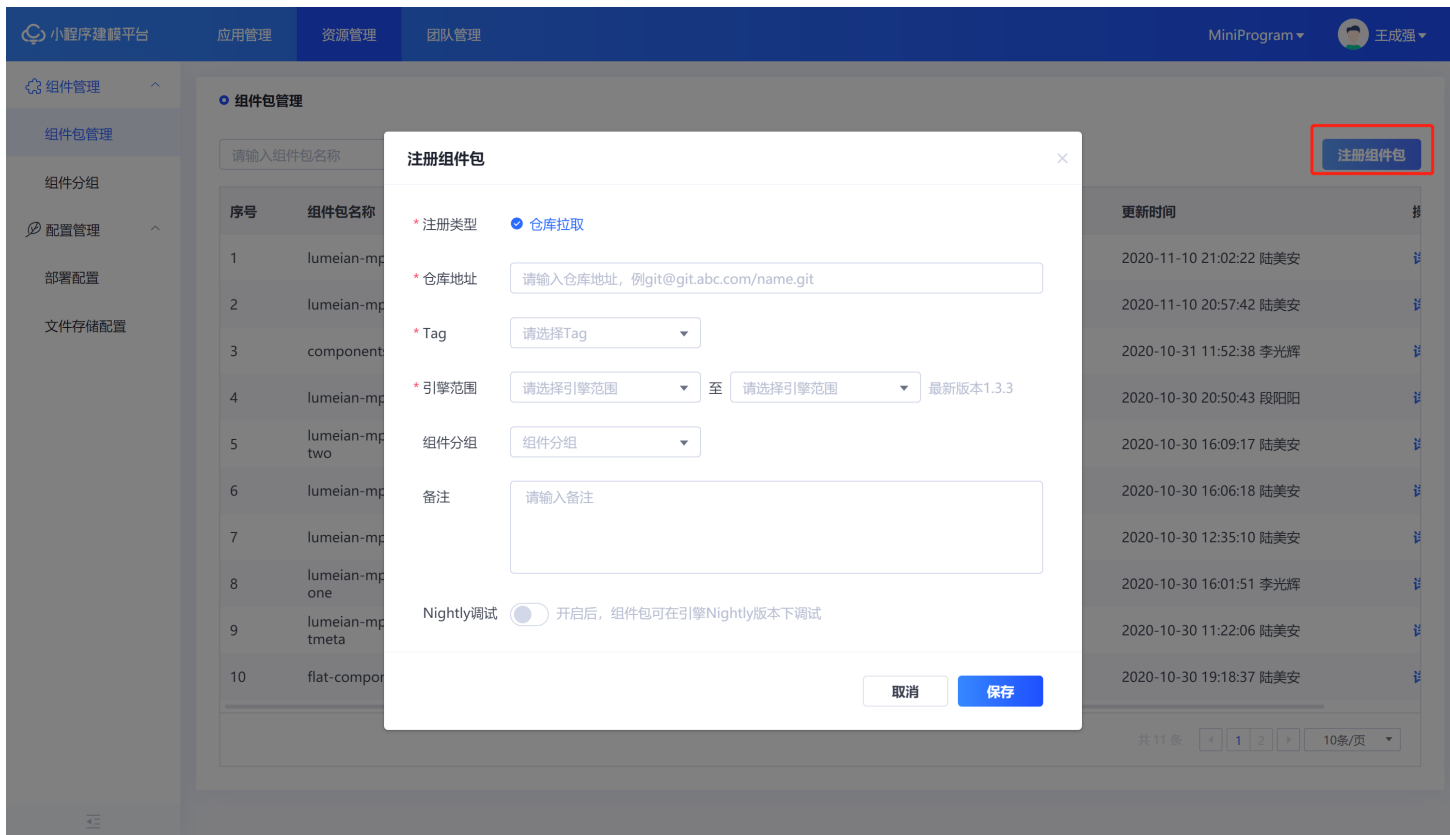 小程序建模平台 应用管理 资源管理 团队管理 MiniProgram 王成强
组件管理
组件包管理
组件分组
配置管理
部署配置
文件存储配置
组件包管理
请输入组件包名称
注册组件包
序号 组件包名称 更新时间
1 lumeian-mp 2020-11-10 21:02:22 陆美安
2 lumeian-mp 2020-11-10 20:57:42 陆美安
3 component 2020-10-31 11:52:38 李光辉
4 lumeian-mp 2020-10-30 20:50:43 段阳阳
5 lumeian-mp 2020-10-30 16:09:17 陆美安
two
6 lumeian-mp 2020-10-30 16:06:18 陆美安
7 lumeian-mp 2020-10-30 12:35:10 陆美安
8 lumeian-mp 2020-10-30 16:01:51 李光辉
one
9 lumeian-mp 2020-10-30 11:22:06 陆美安
tmeta
10 flat-compor 2020-10-30 19:18:37 陆美安
共 11 条 1 2 10条/页
注册组件包
* 注册类型 仓库拉取
* 仓库地址 请输入仓库地址，例git@git.abc.com/name.git
* Tag 请选择Tag
* 引擎范围 请选择引擎范围 至 请选择引擎范围 最新版本1.3.3
组件分组 组件分组
备注 请输入备注
Nightly调试 开启后，组件包可在引擎Nightly版本下调试
取消 保存